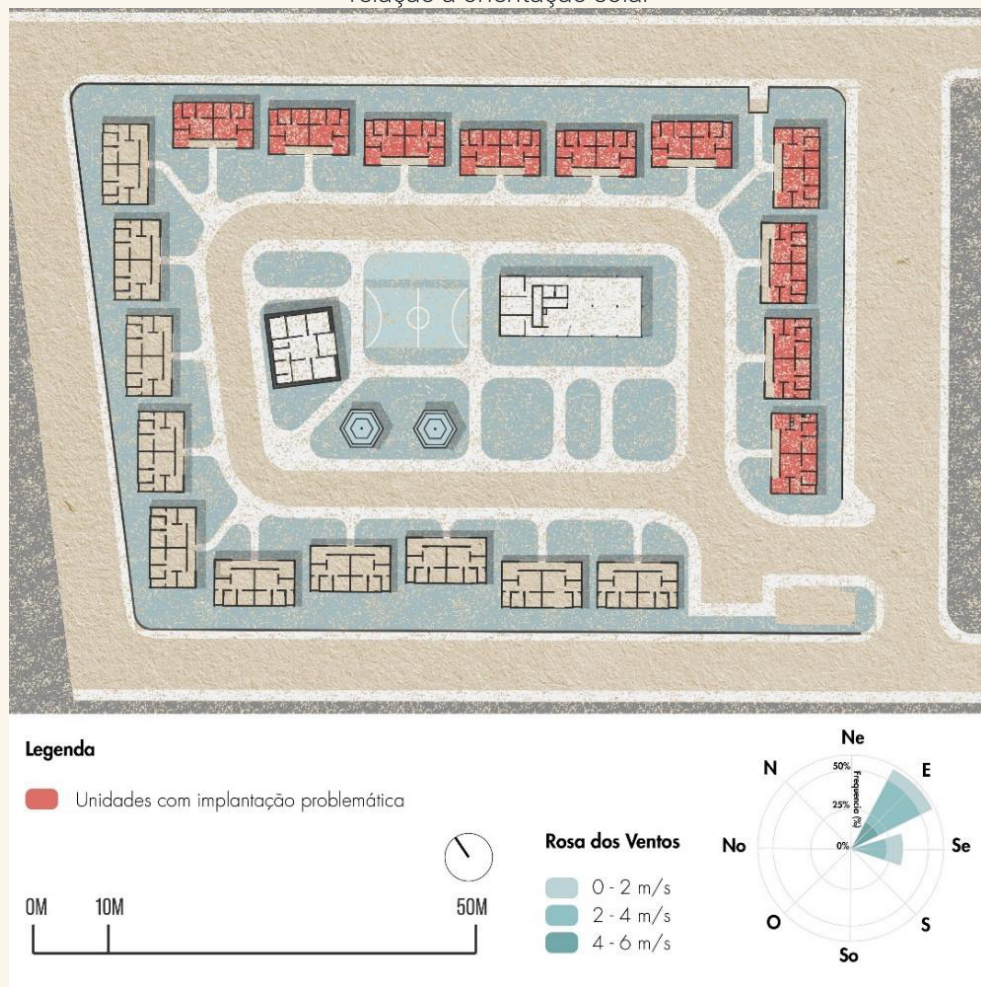 relação a orientação solar
Legenda
Unidades com implantação problemática
0M
10M
50M
Rosa dos Ventos
0 - 2 m/s
2 - 4 m/s
4 - 6 m/s
Ne
N
E
50%
Frequencia (%)
25%
No
0%
Se
O
S
So